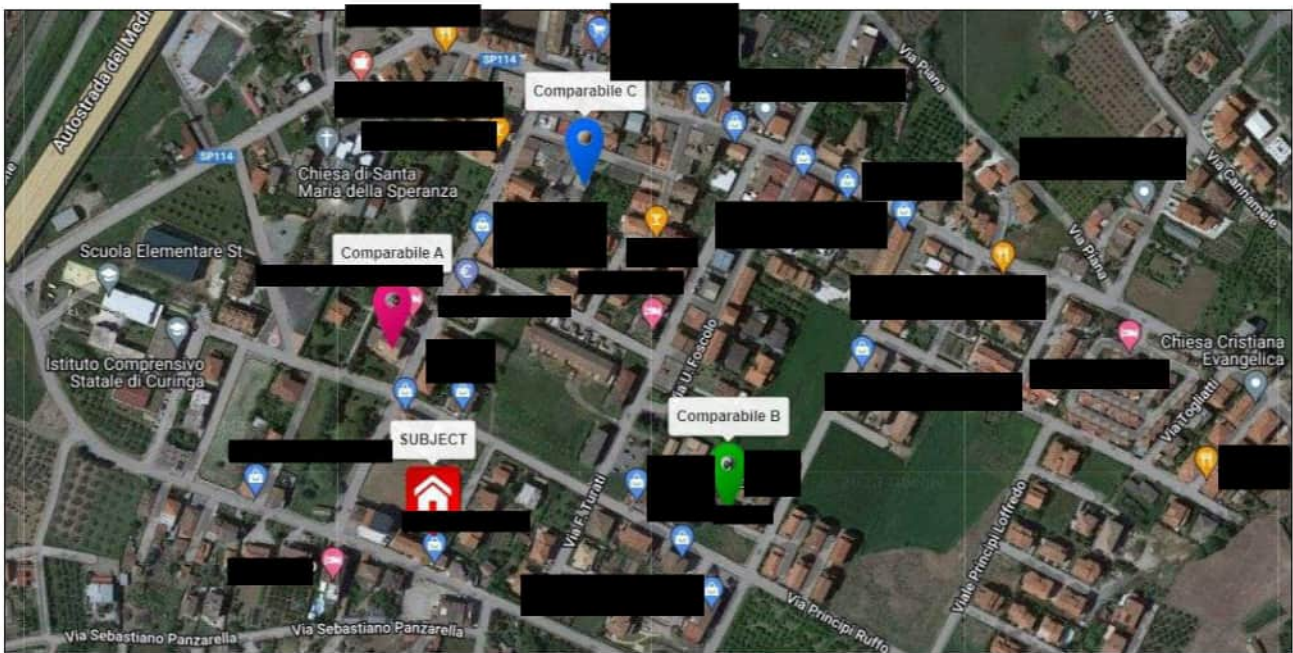 Autostrada del Medi
SP114
Via Piana
Comparabile C
SP114
Chiesa di Santa
Maria della Speranza
Via Cannamele
Scuola Elementare St
Comparabile A
Via Piana
Via U. Foscolo
Istituto Comprensivo
Statale di Curinga
Chiesa Cristiana
Evangelica
Comparabile B
Via Togliatti
SUBJECT
Via F. Turati
Viale Principi Loffredo
Via Principi Ruffo
Via Sebastiano Panzarella
Via Sebastiano Panzarella